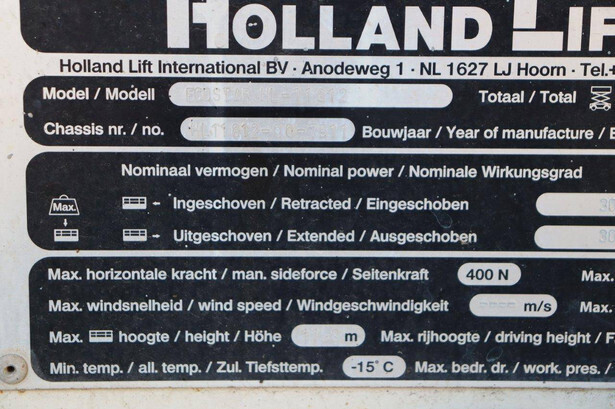 HOLLAND LIF
Holland Lift International BV · Anodeweg 1 · NL 1627 LJ Hoorn · Tel.+
Model / Modell Totaal / Total
Chassis nr. / no. Bouwjaar / Year of manufacture /
Nominaal vermogen / Nominal power / Nominale Wirkungsgrad
Max. - Ingeschoven / Retracted / Eingeschoben 30
- Uitgeschoven / Extended / Ausgeschoben 30
Max. horizontale kracht / man. sideforce / Seitenkraft 400 N Max.
Max. windsnelheid / wind speed / Windgeschwindigkeit m/s Max.
Max. hoogte / height / Höhe m Max. rijhoogte / driving height / F
Min. temp. / all. temp. / Zul. Tiefsttemp. -15° C Max. bedr. dr. / work. pres. /